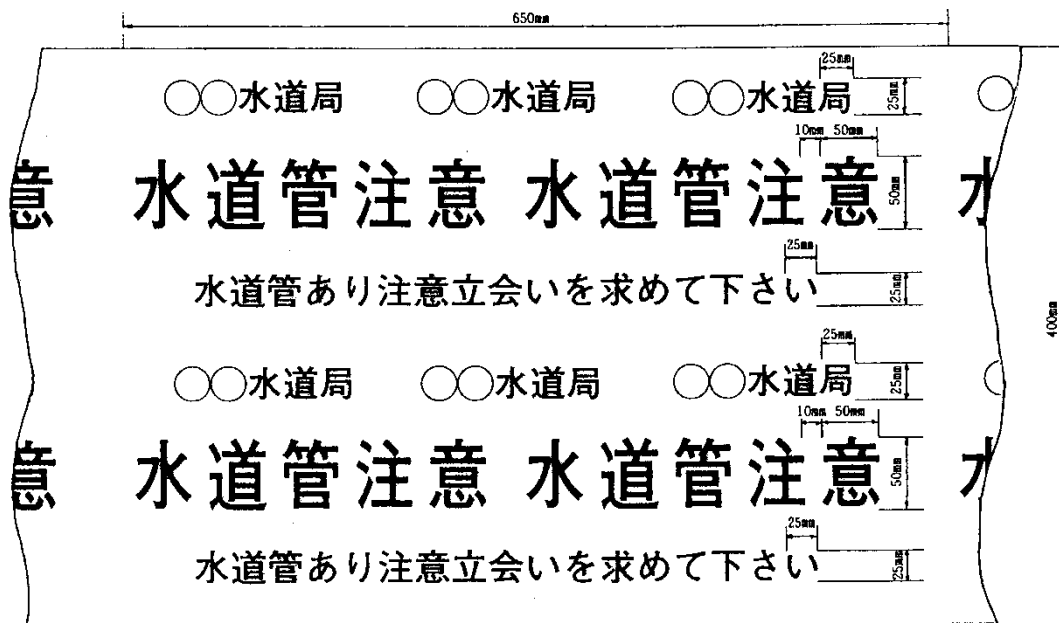 650mm
25mm
○○水道局 ○○水道局 ○○水道局 ○
25mm
10mm 50mm
意 水道管注意 水道管注意 水
50mm
25mm
水道管あり注意立会いを求めて下さい
25mm
400mm
25mm
○○水道局 ○○水道局 ○○水道局
25mm
10mm 50mm
意 水道管注意 水道管注意 水
50mm
25mm
水道管あり注意立会いを求めて下さい
25mm